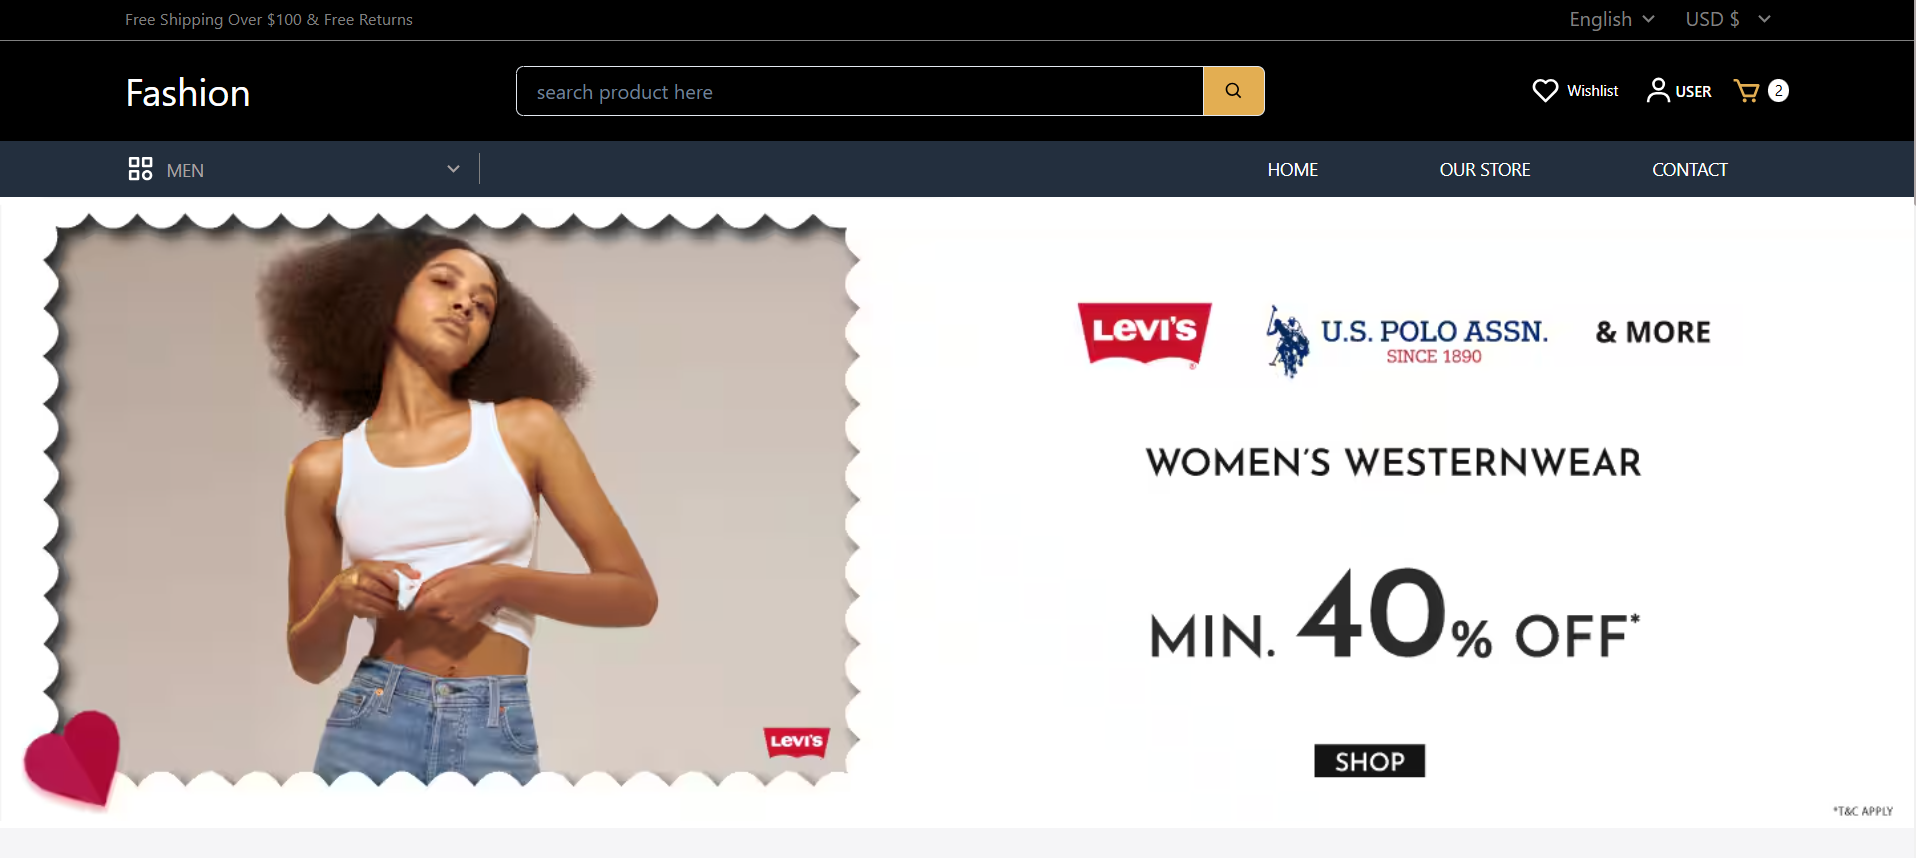 Free Shipping Over $100 & Free Returns
English
USD $
Fashion
search product here
Wishlist
USER
2
MEN
HOME
OUR STORE
CONTACT
Levi's
U.S. POLO ASSN.
SINCE 1890
& MORE
WOMEN'S WESTERNWEAR
MIN. 40% OFF*
Levi's
SHOP
*T&C APPLY